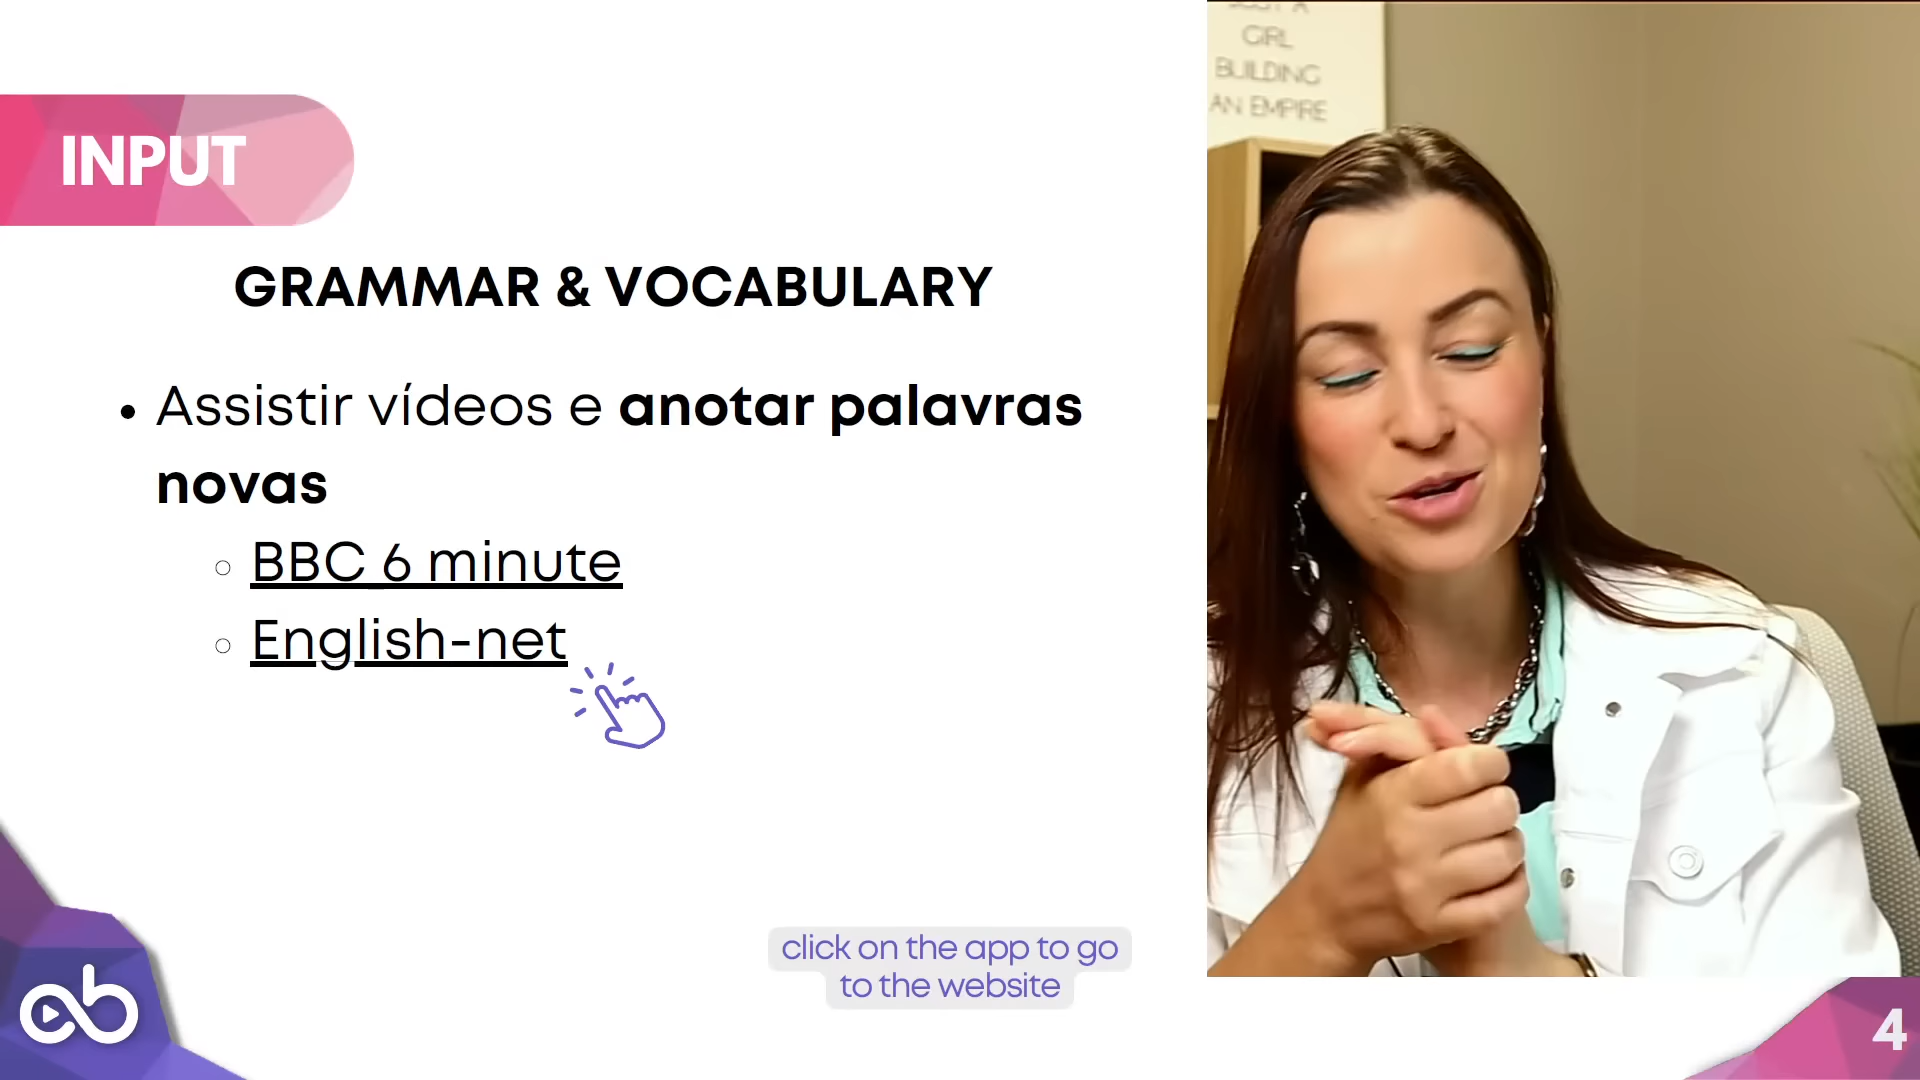 INPUT
GRAMMAR & VOCABULARY
Assistir vídeos e anotar palavras
novas
BBC 6 minute
English-net
click on the app to go
to the website
GIRL
BUILDING
AN EMPIRE
4